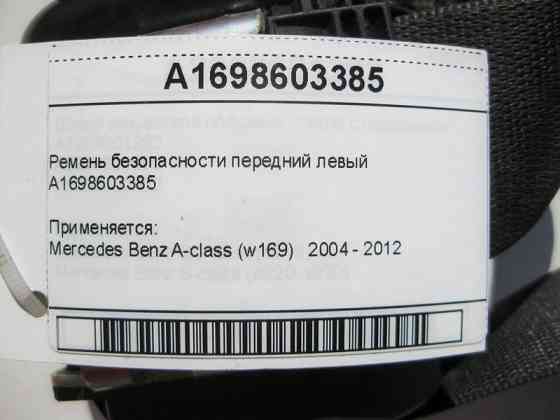 A1698603385
Ремень безопасности передний левый
A1698603385
Применяется:
Mercedes Benz A-class (w169) 2004 - 2012